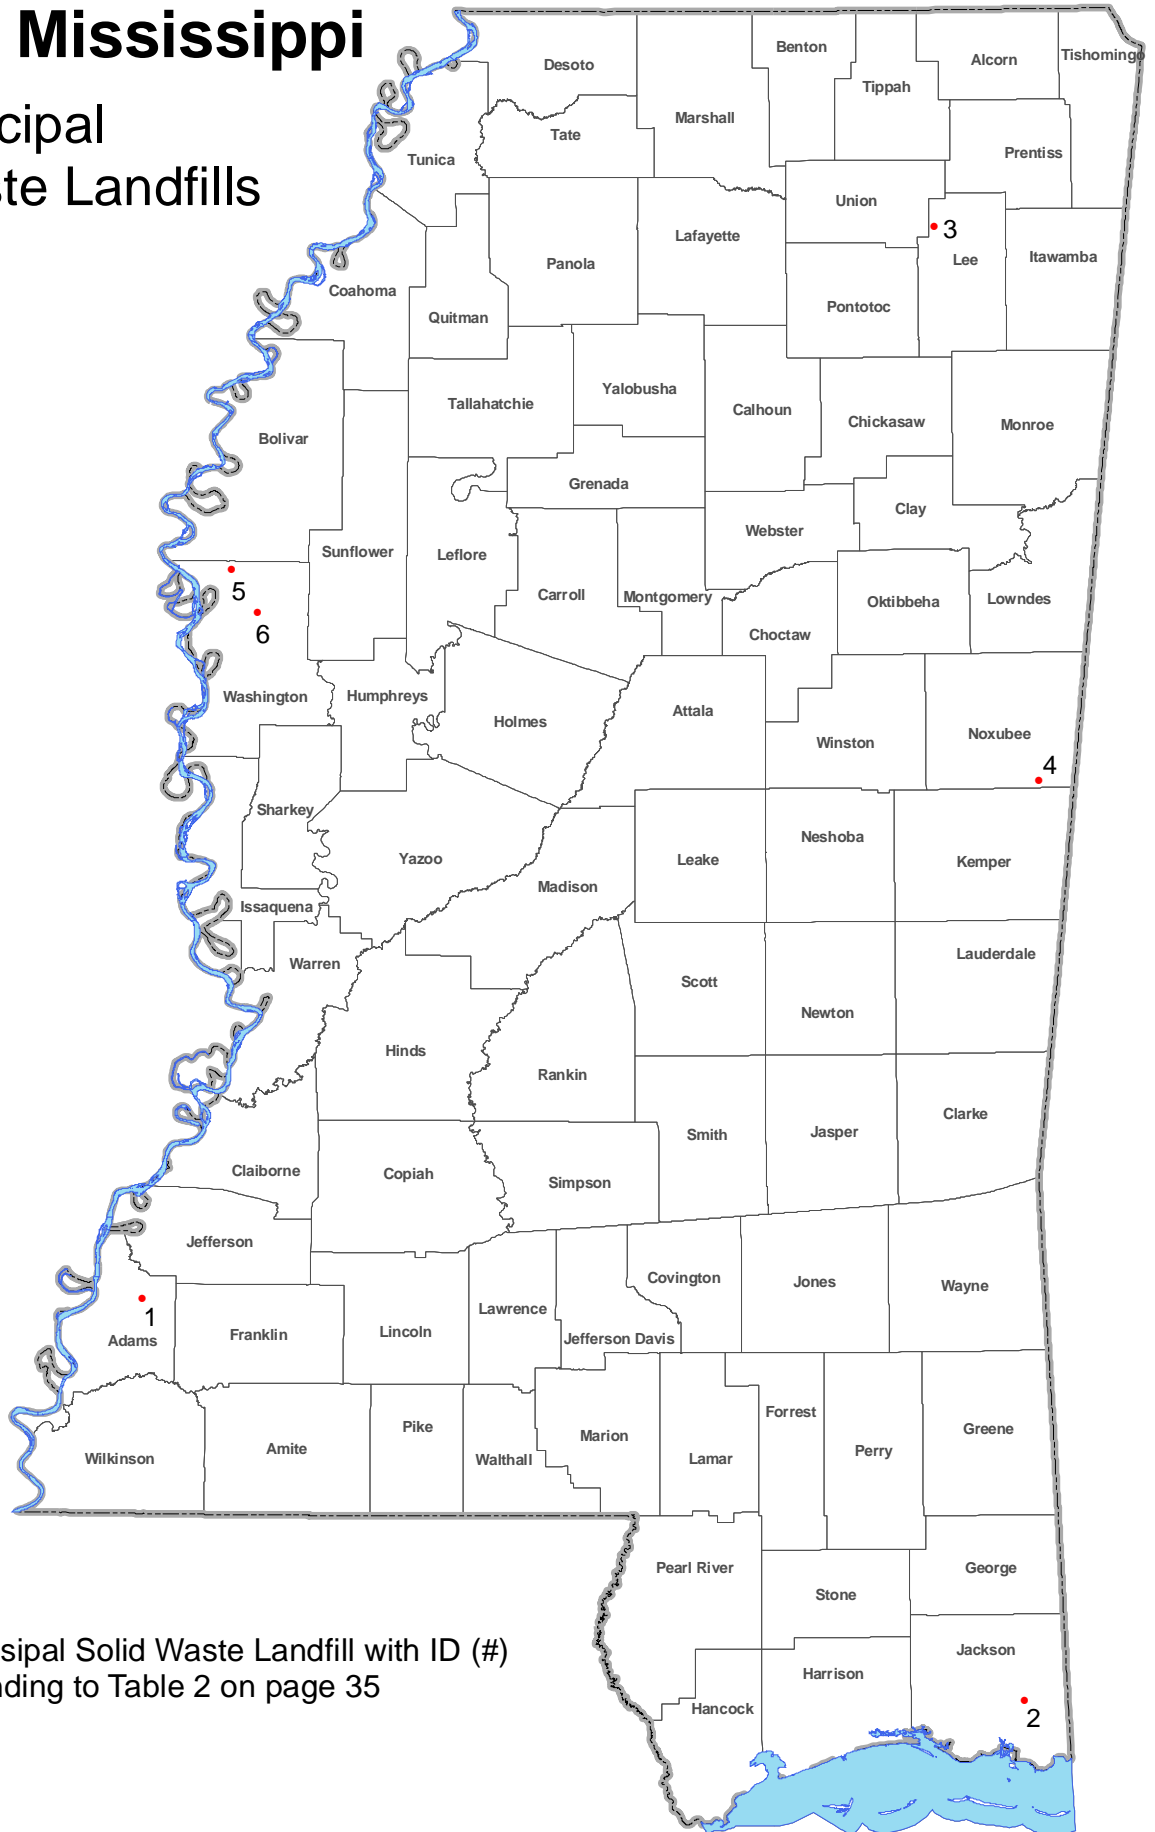 Mississippi
cipal
ste Landfills
Desoto
Benton
Alcorn
Tishomingo
Tippah
Marshall
Tate
Prentiss
Tunica
Union
3
Lafayette
Lee
Itawamba
Panola
Coahoma
Pontotoc
Quitman
Yalobusha
Tallahatchie
Calhoun
Chickasaw
Monroe
Bolivar
Grenada
Clay
Webster
Sunflower
Leflore
5
Carroll
Montgomery
Oktibbeha
Lowndes
6
Choctaw
Washington
Humphreys
Attala
Holmes
Winston
Noxubee
4
Sharkey
Neshoba
Yazoo
Leake
Kemper
Madison
Issaquena
Warren
Lauderdale
Scott
Newton
Hinds
Rankin
Clarke
Smith
Jasper
Claiborne
Copiah
Simpson
Jefferson
Covington
Jones
Wayne
1
Lawrence
Adams
Franklin
Lincoln
Jefferson Davis
Forrest
Pike
Marion
Greene
Amite
Perry
Wilkinson
Walthall
Lamar
Pearl River
George
Stone
sipal Solid Waste Landfill with ID (#)
nding to Table 2 on page 35
Jackson
Harrison
Hancock
2